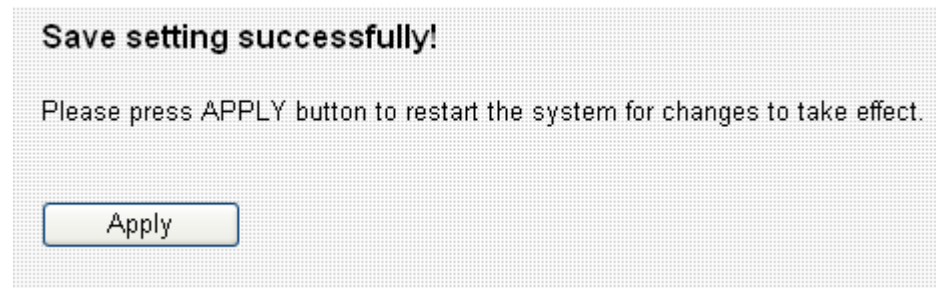 Save setting successfully!
Please press APPLY button to restart the system for changes to take effect.
Apply